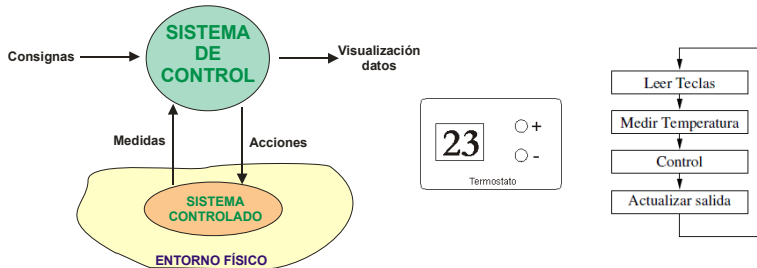 SISTEMA
DE
CONTROL
Consignas
Visualización
datos
Medidas
Acciones
SISTEMA
CONTROLADO
ENTORNO FÍSICO
23
+
-
Termostato
Leer Teclas
Medir Temperatura
Control
Actualizar salida